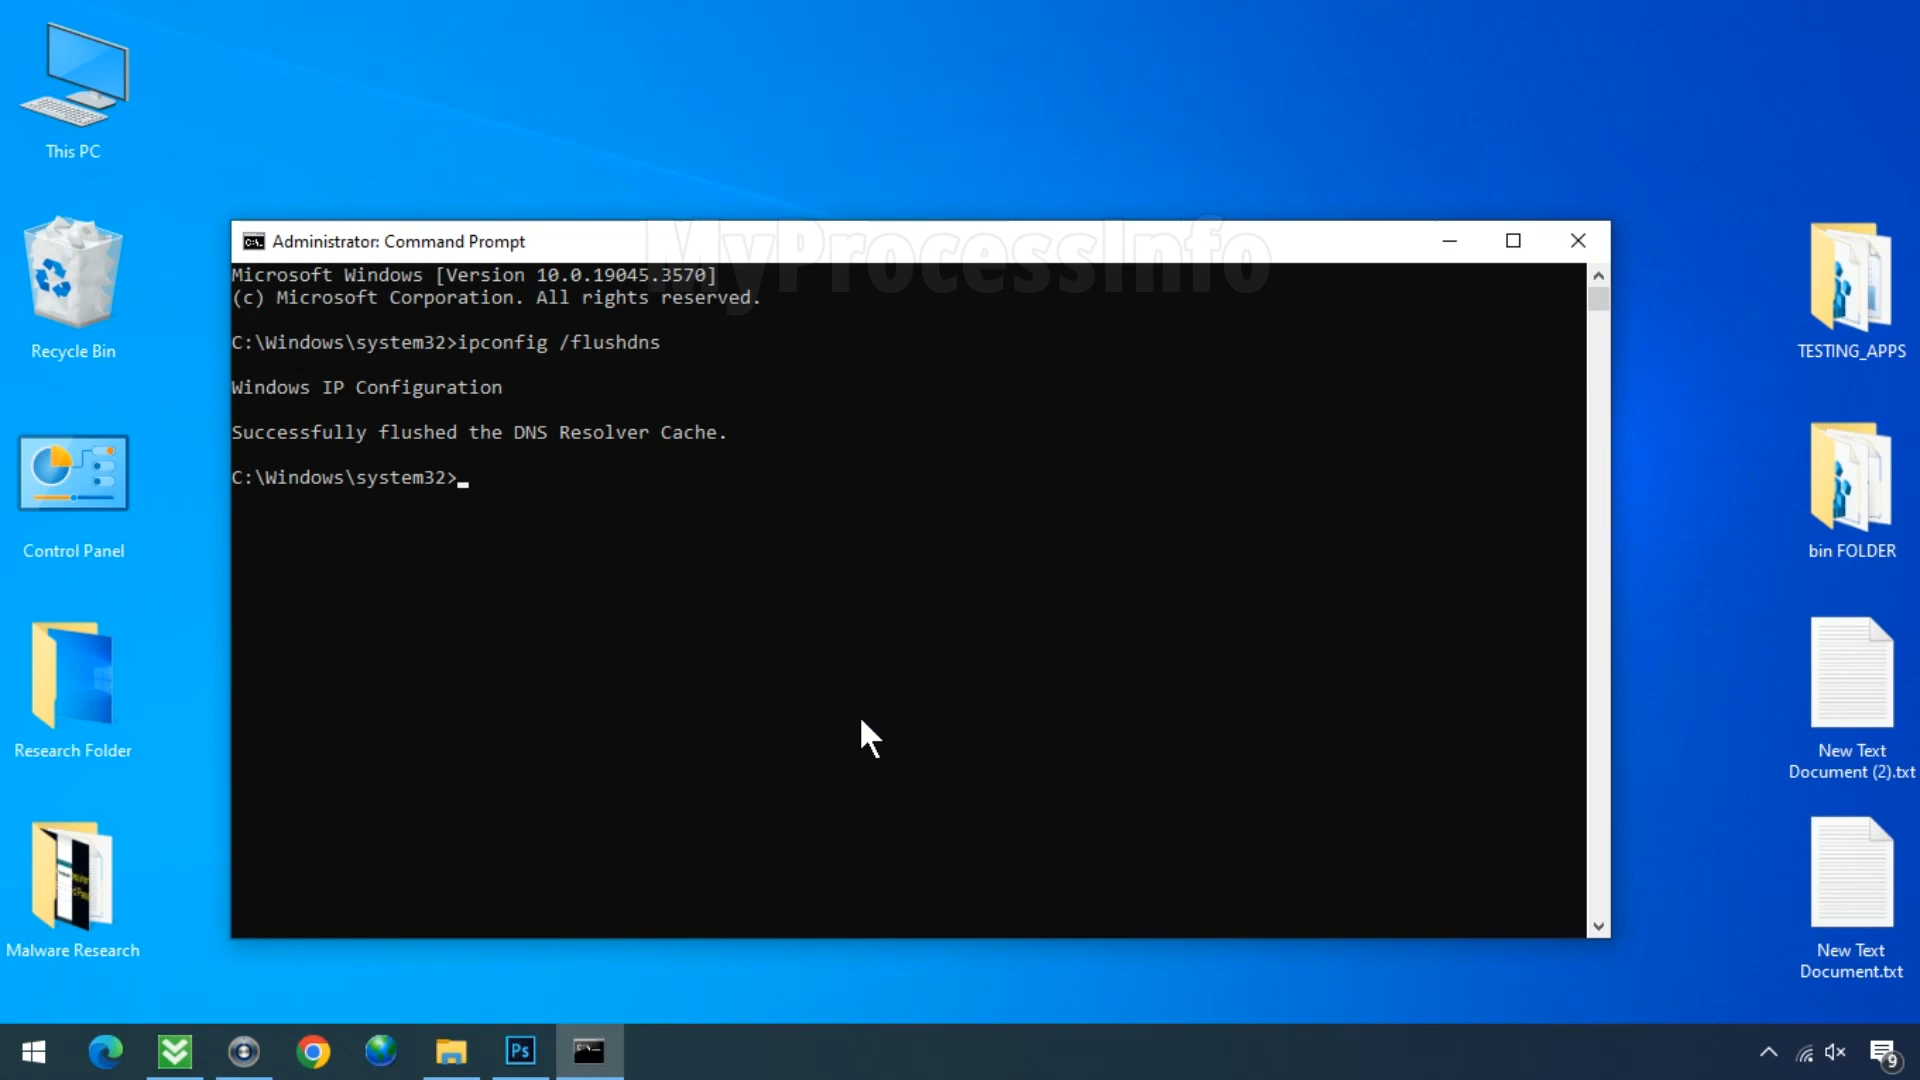 This PC
Recycle Bin
Control Panel
Research Folder
Malware Research
MyProcessInfo
Administrator: Command Prompt
Microsoft Windows [Version 10.0.19045.3570]
(c) Microsoft Corporation. All rights reserved.
C:\Windows\system32>ipconfig /flushdns
Windows IP Configuration
Successfully flushed the DNS Resolver Cache.
C:\Windows\system32>
TESTING_APPS
bin FOLDER
New Text
Document (2).txt
New Text
Document.txt
Ps
9